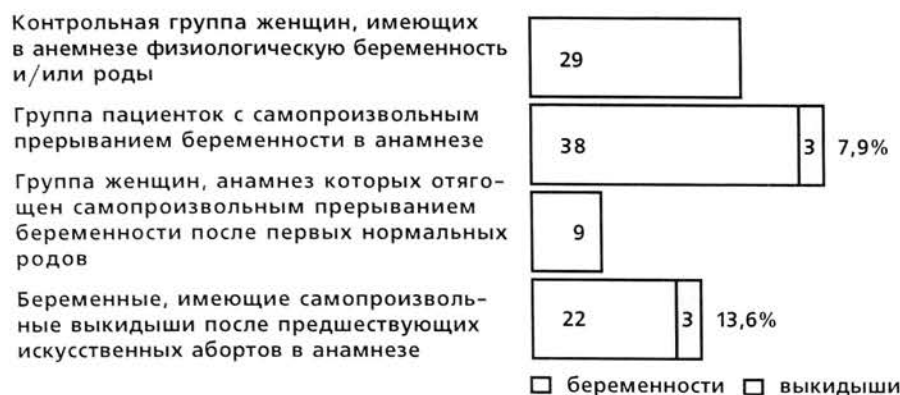 Контрольная группа женщин, имеющих
в анемнезе физиологическую беременность
и/или роды
29
Группа пациенток с самопроизвольным
прерыванием беременности в анамнезе
38 3 7,9%
Группа женщин, анамнез которых отяго-
щен самопроизвольным прерыванием
беременности после первых нормальных
родов
9
Беременные, имеющие самопроизволь-
ные выкидыши после предшествующих
искусственных абортов в анамнезе
22 3 13,6%
беременности выкидыши